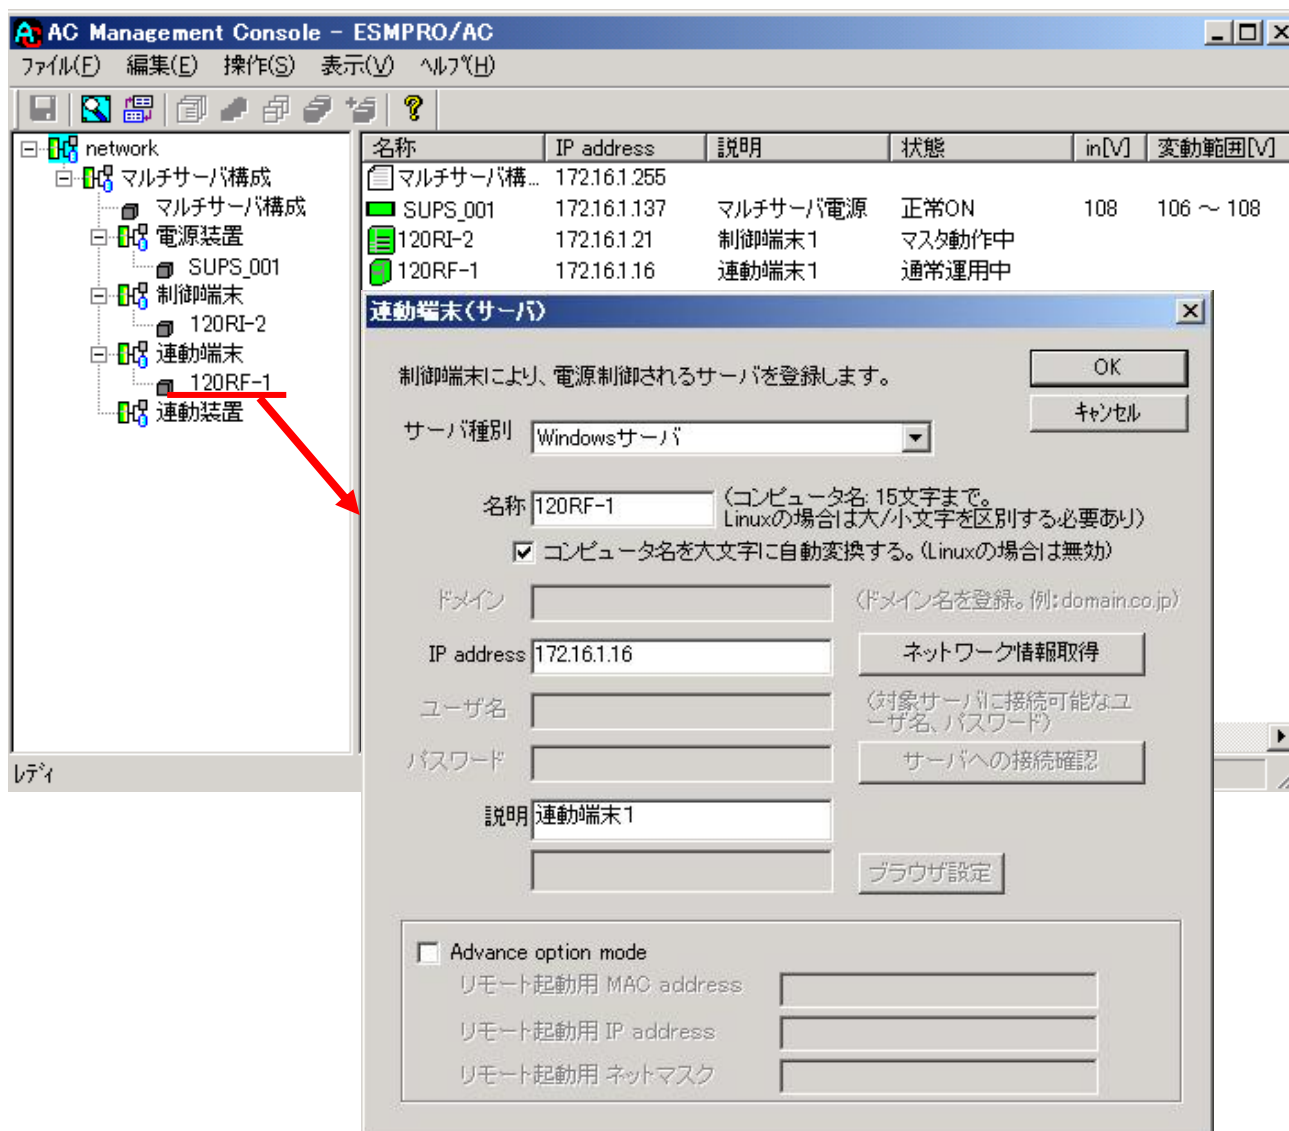 AC Management Console - ESMPRO/AC
ファイル(F) 編集(E) 操作(S) 表示(V) ヘルプ(H)
network
マルチサーバ構成
マルチサーバ構成
電源装置
SUPS_001
制御端末
120RI-2
連動端末
120RF-1
連動装置
名称 IP address 説明 状態 in[V] 変動範囲[V]
マルチサーバ構... 172.16.1.255
SUPS_001 172.16.1.137 マルチサーバ電源 正常ON 108 106 ～ 108
120RI-2 172.16.1.21 制御端末1 マスタ動作中
120RF-1 172.16.1.16 連動端末1 通常運用中
連動端末(サーバ)
制御端末により、電源制御されるサーバを登録します。
OK
キャンセル
サーバ種別 Windowsサーバ
名称 120RF-1 (コンピュータ名: 15文字まで。
Linuxの場合は大/小文字を区別する必要あり)
コンピュータ名を大文字に自動変換する。(Linuxの場合は無効)
ドメイン (ドメイン名を登録。例:domain.co.jp)
IP address 172.16.1.16 ネットワーク情報取得
ユーザ名 (対象サーバに接続可能なユ
ーザ名、パスワード)
パスワード サーバへの接続確認
説明 連動端末1
ブラウザ設定
Advance option mode
リモート起動用 MAC address
リモート起動用 IP address
リモート起動用 ネットマスク
レディ